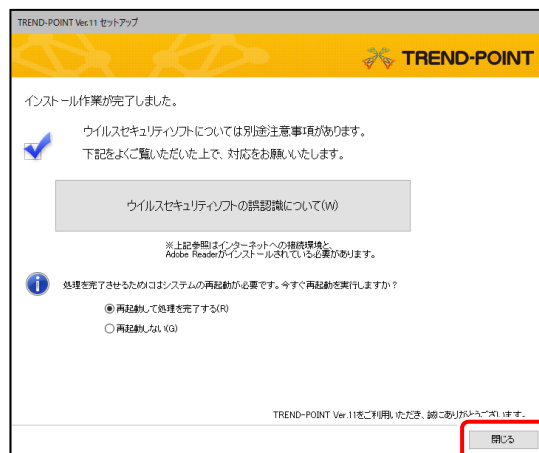 TREND-POINT Ver.11 セットアップ
TREND-POINT
インストール作業が完了しました。
ウイルスセキュリティソフトについては別途注意事項があります。
下記をよくご覧いただいた上で、対応をお願いいたします。
ウイルスセキュリティソフトの誤認識について(W)
※上記参照はインターネットへの接続環境と、
Adobe Readerがインストールされている必要があります。
処理を完了させるためにはシステムの再起動が必要です。今すぐ再起動を実行しますか？
再起動して処理を完了する(R)
再起動しない(G)
TREND-POINT Ver.11をご利用いただき、誠にありがとうございます。
閉じる